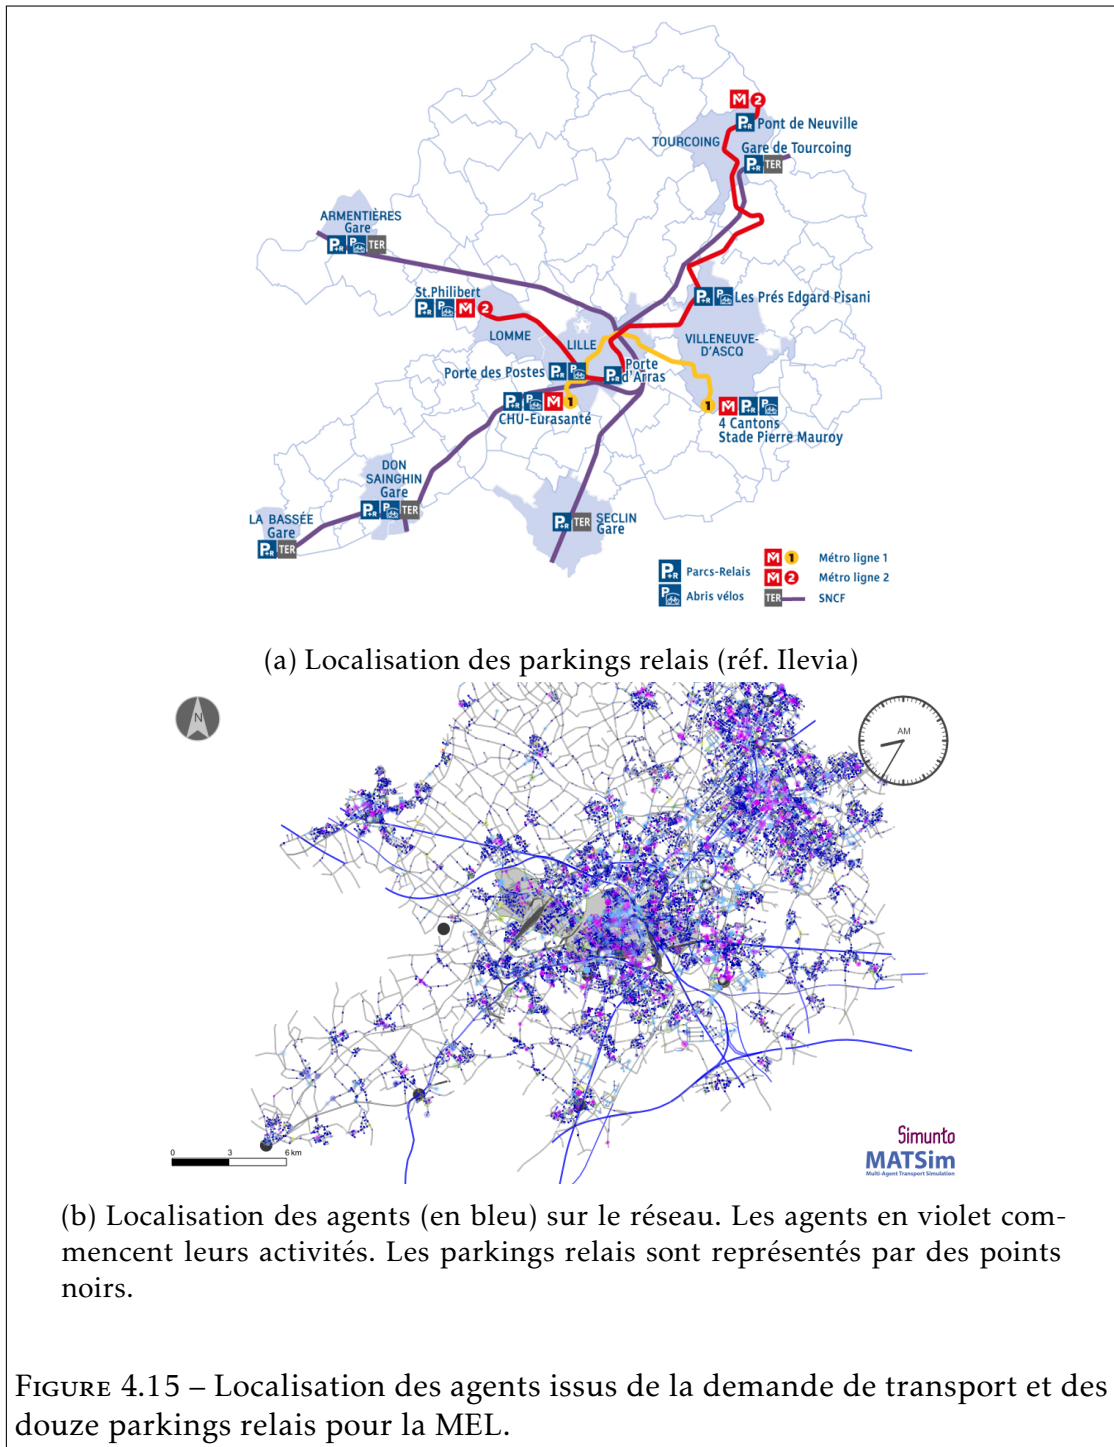 M 2
P+R Pont de Neuville
TOURCOING
Gare de Tourcoing
P+R TER
ARMENTIÈRES
Gare
P+R P TER
St.Philibert
P+R P M 2
LOMME
LILLE
P+R P Les Prés Edgard Pisani
VILLENEUVE-
D'ASCQ
Porte des Postes P+R P
P+R Porte
d'Arras
P+R P M 1
CHU-Eurasanté
1 M P+R P
4 Cantons
Stade Pierre Mauroy
DON
SAINGHIN
Gare
P+R P TER
LA BASSÉE
Gare
P+R TER
P+R TER SECLIN
Gare
P+R Parcs-Relais
P Abris vélos
M 1 Métro ligne 1
M 2 Métro ligne 2
TER SNCF
(a) Localisation des parkings relais (réf. Ilevia)
N
AM
0 3 6 km
Simunto
MATSim
Multi-Agent Transport Simulation
(b) Localisation des agents (en bleu) sur le réseau. Les agents en violet com-
mencent leurs activités. Les parkings relais sont représentés par des points
noirs.
FIGURE 4.15 – Localisation des agents issus de la demande de transport et des
douze parkings relais pour la MEL.